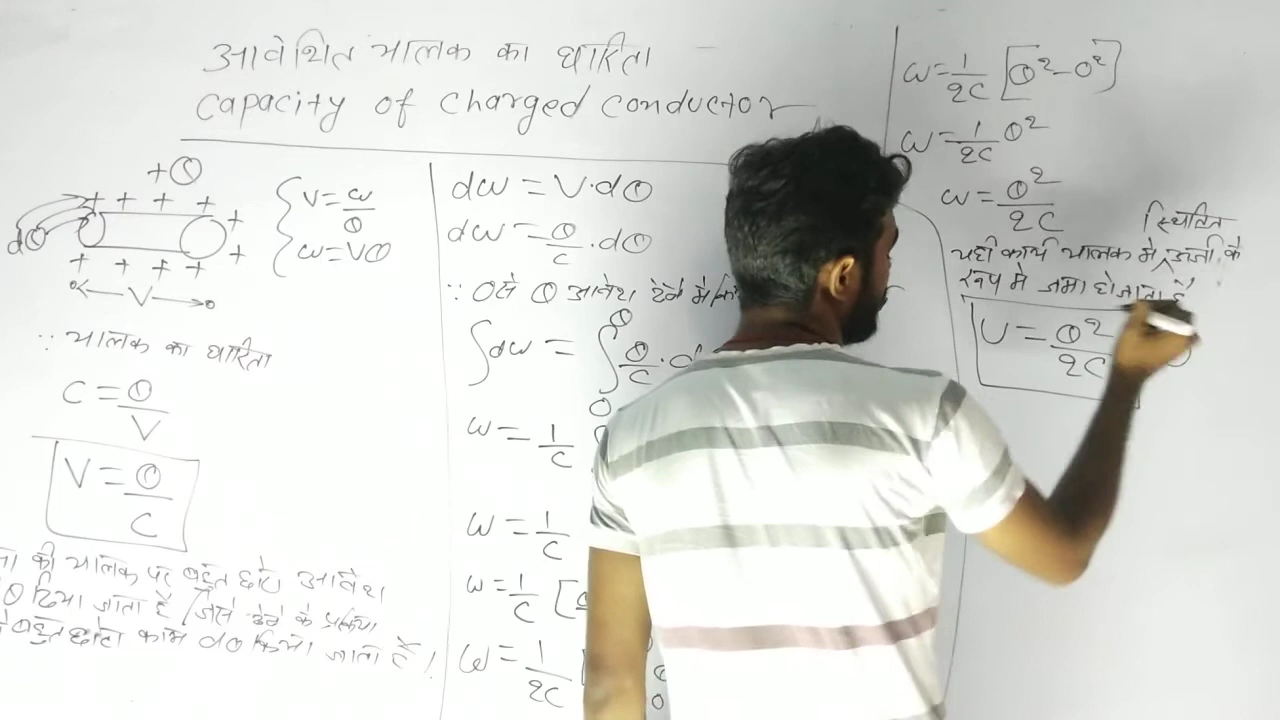 आवेशित चालक का धारिता
Capacity of Charged Conductor
+Q
+ + + +
+
+
+ + + +
dQ
V
V = w/Q
w = VQ
∵ चालक का धारिता
C = Q/V
V = Q/C
की चालक पर बहुत छोटा आवेश
दिया जाता है जिसे देने के प्रक्रिया
बहुत छोटा काम dw किया जाता है।
dw = V·dQ
dw = Q/C · dQ
∵ 0 से Q आवेश देने में
∫dw = ∫ Q/C · d
Q
0
w = 1/C
w = 1/C
w = 1/C [
w = 1/2C
w = 1/2C [Q² - 0²]
w = 1/2C Q²
w = Q²/2C
स्थितिज
यही कार्य चालक में ^ ऊर्जा के
रूप में जमा हो जाता है
U = Q²/2C